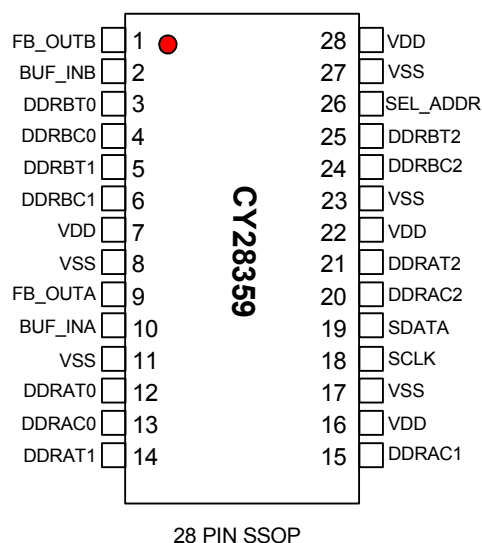 FB_OUTB 1 28 VDD
BUF_INB 2 27 VSS
DDRBT0 3 26 SEL_ADDR
DDRBC0 4 25 DDRBT2
DDRBT1 5 24 DDRBC2
DDRBC1 6 23 VSS
VDD 7 22 VDD
VSS 8 21 DDRAT2
FB_OUTA 9 20 DDRAC2
BUF_INA 10 19 SDATA
VSS 11 18 SCLK
DDRAT0 12 17 VSS
DDRAC0 13 16 VDD
DDRAT1 14 15 DDRAC1
CY28359
28 PIN SSOP